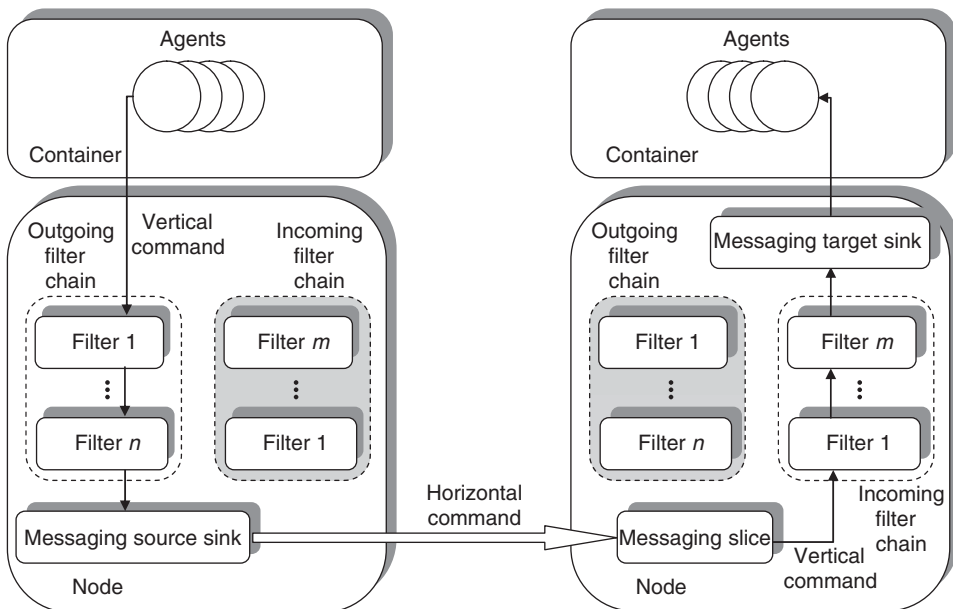 Agents
Container
Vertical
command
Outgoing
filter
chain
Incoming
filter
chain
Filter 1
Filter m
Filter n
Filter 1
Messaging source sink
Node
Horizontal
command
Agents
Container
Messaging target sink
Outgoing
filter
chain
Filter 1
Filter m
Filter n
Filter 1
Incoming
filter
chain
Messaging slice
Vertical
command
Node